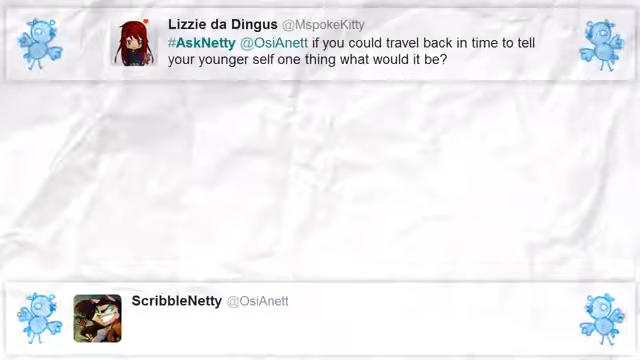 Lizzie da Dingus @MspokeKitty
#AskNetty @OsiAnett if you could travel back in time to tell
your younger self one thing what would it be?
ScribbleNetty @OsiAnett